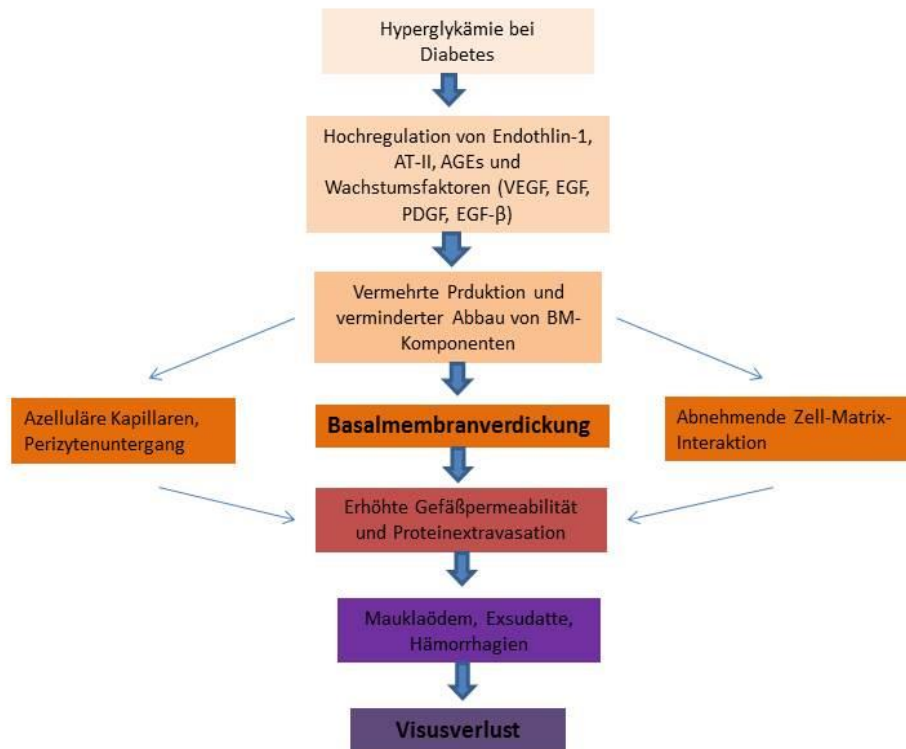 Hyperglykämie bei
Diabetes
Hochregulation von Endothlin-1,
AT-II, AGEs und
Wachstumsfaktoren (VEGF, EGF,
PDGF, EGF-β)
Vermehrte Prduktion und
verminderter Abbau von BM-
Komponenten
Azelluläre Kapillaren,
Perizytenuntergang
Basalmembranverdickung
Abnehmende Zell-Matrix-
Interaktion
Erhöhte Gefäßpermeabilität
und Proteinextravasation
Mauklaödem, Exsudatte,
Hämorrhagien
Visusverlust